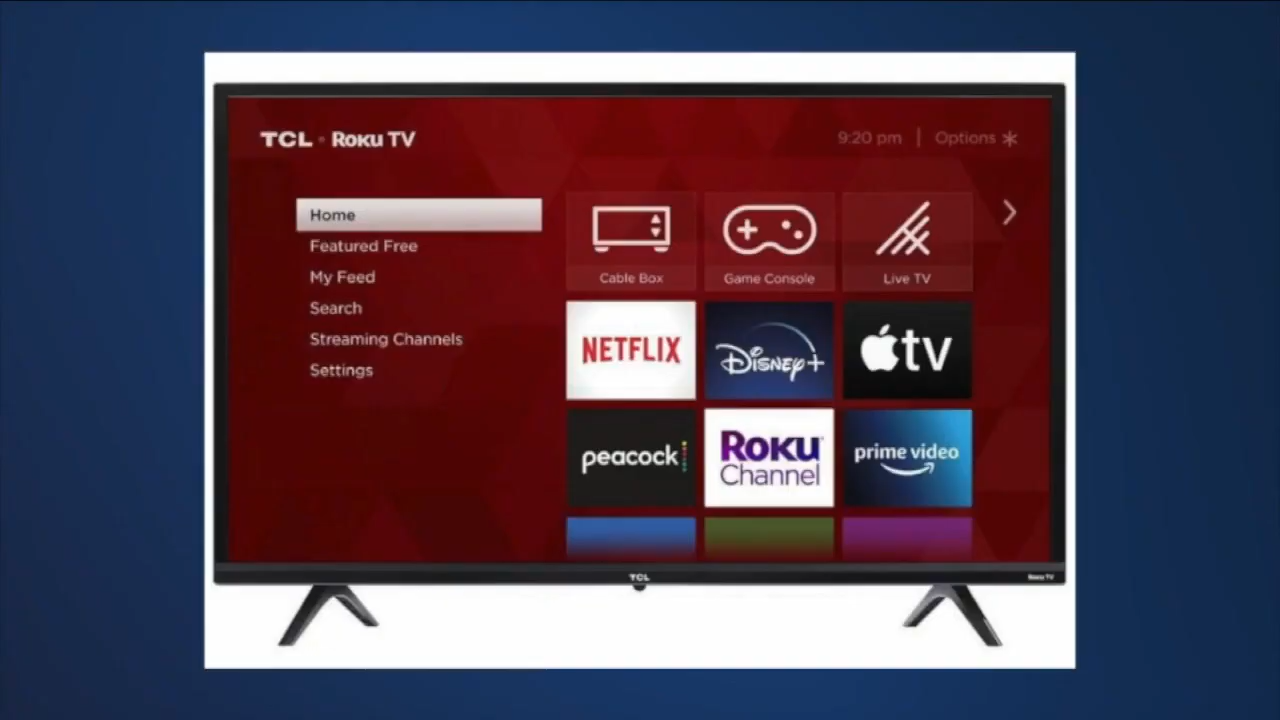 TCL • Roku TV
9:20 pm | Options *
Home
Featured Free
My Feed
Search
Streaming Channels
Settings
Cable Box
Game Console
Live TV
NETFLIX
Disney+
tv
peacock
Roku
Channel
prime video
TCL
Roku TV